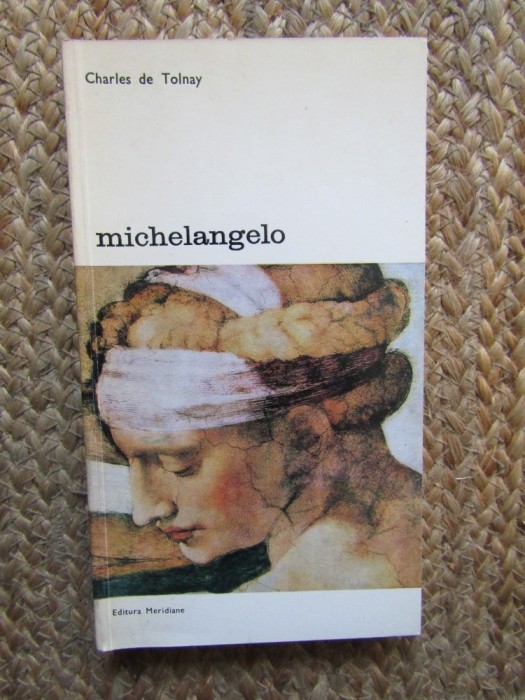 Charles de Tolnay
michelangelo
Editura Meridiane